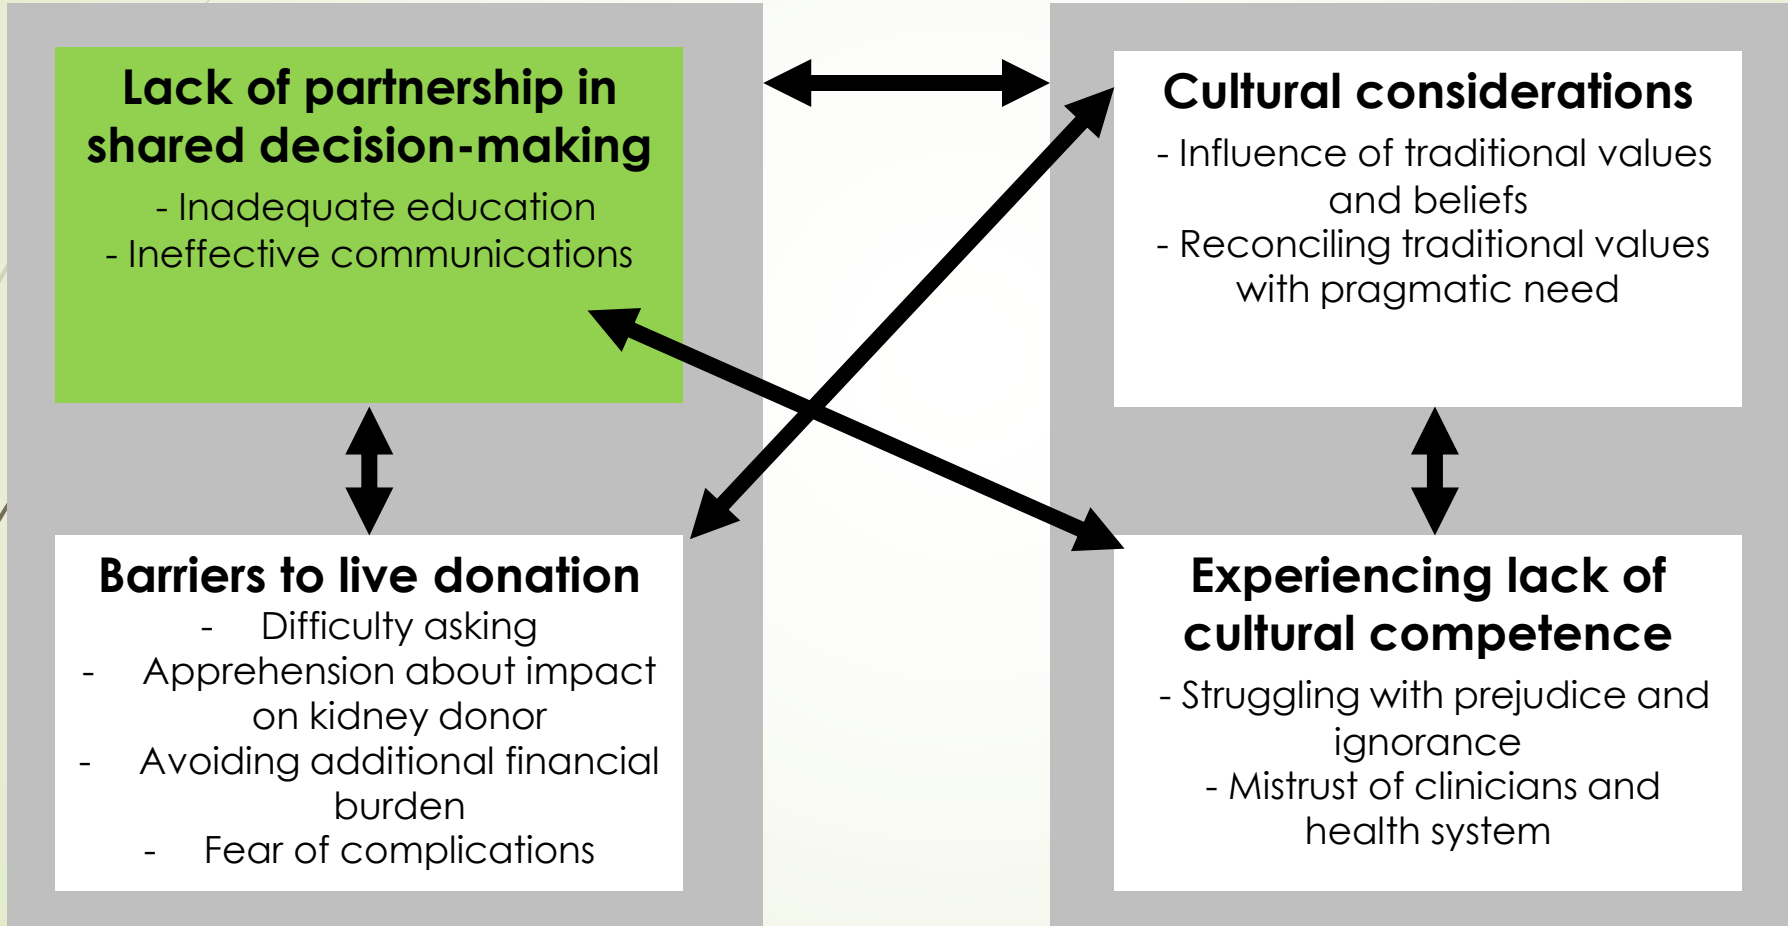 Lack of partnership in
shared decision-making
- Inadequate education
- Ineffective communications
Cultural considerations
- Influence of traditional values
and beliefs
- Reconciling traditional values
with pragmatic need
Barriers to live donation
- Difficulty asking
- Apprehension about impact
on kidney donor
- Avoiding additional financial
burden
- Fear of complications
Experiencing lack of
cultural competence
- Struggling with prejudice and
ignorance
- Mistrust of clinicians and
health system